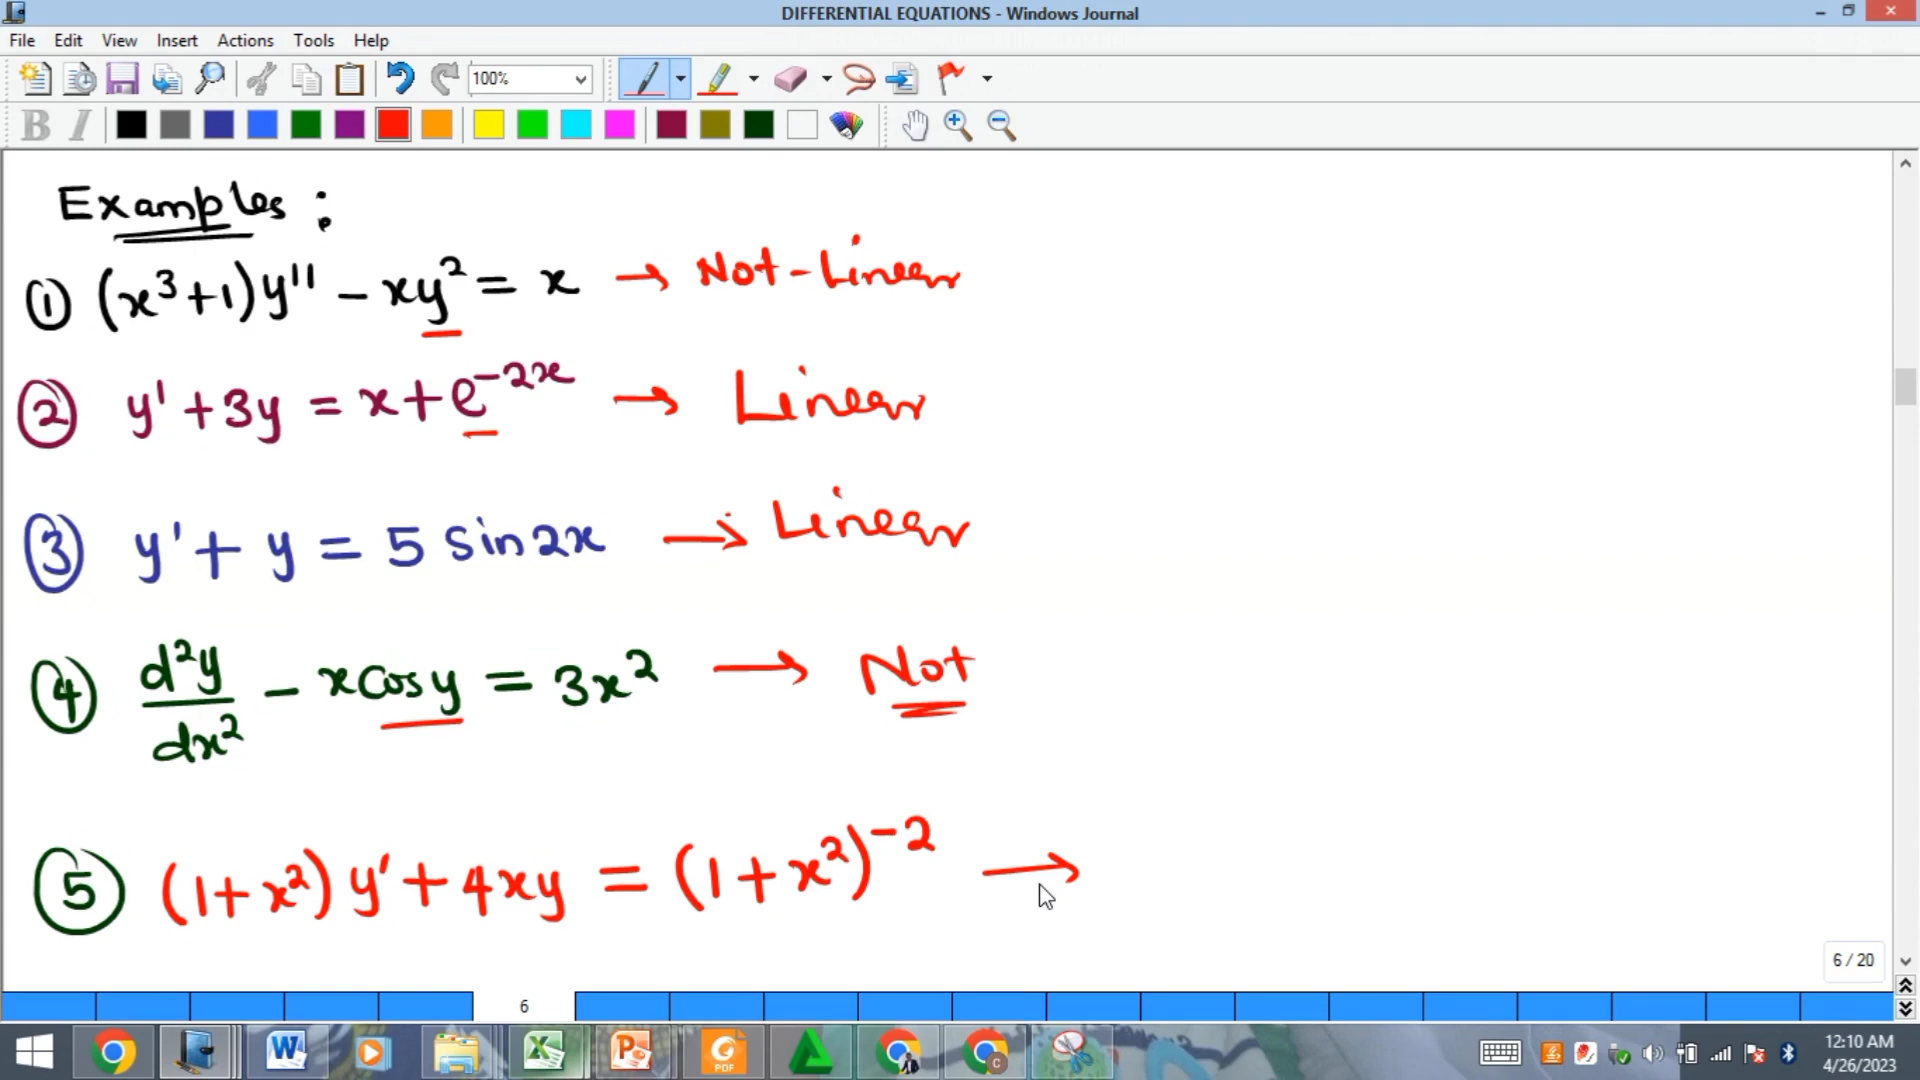 DIFFERENTIAL EQUATIONS - Windows Journal
File Edit View Insert Actions Tools Help
100%
B I
Examples :
① (x³+1)y'' - xy² = x → Not-Linear
② y' + 3y = x + e^{-2x} → Linear
③ y' + y = 5 sin2x → Linear
④ d²y/dx² - xcosy = 3x² → Not
⑤ (1+x²)y' + 4xy = (1+x²)^{-2} →
6 / 20
6
12:10 AM
4/26/2023